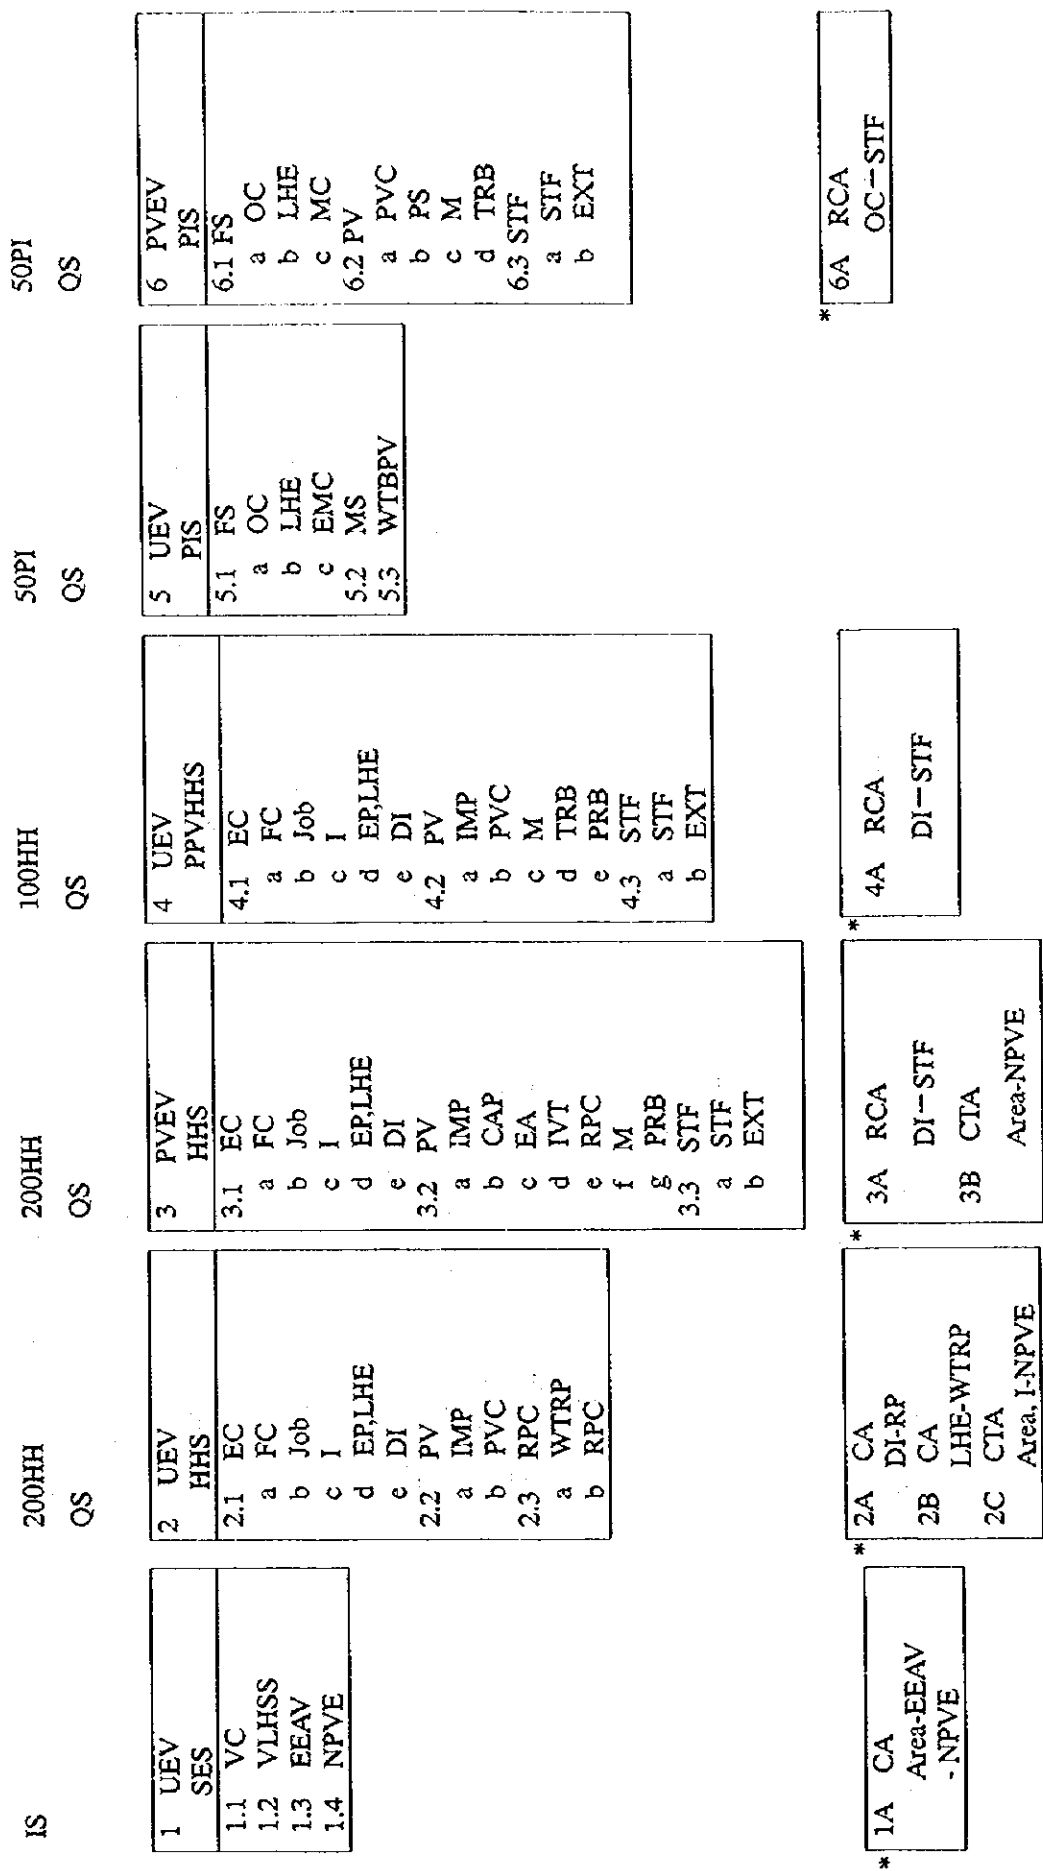 IS
1 UEV
SES
1.1 VC
1.2 VLHSS
1.3 EEAV
1.4 NPVE
* 1A CA
Area-EEAV
- NPVE
200HH
QS
2 UEV
HHS
2.1 EC
a FC
b Job
c I
d EP,LHE
e DI
2.2 PV
a IMP
b PVC
2.3 RPC
a WTRP
b RPC
* 2A CA
DI-RP
2B CA
LHE-WTRP
2C CTA
Area, I-NPVE
200HH
QS
3 PVEV
HHS
3.1 EC
a FC
b Job
c I
d EP,LHE
e DI
3.2 PV
a IMP
b CAP
c EA
d IVT
e RPC
f M
g PRB
3.3 STF
a STF
b EXT
* 3A RCA
DI-STF
3B CTA
Area-NPVE
100HH
QS
4 UEV
PPVHHS
4.1 EC
a FC
b Job
c I
d EP,LHE
e DI
4.2 PV
a IMP
b PVC
c M
d TRB
e PRB
4.3 STF
a STF
b EXT
* 4A RCA
DI-STF
50PI
QS
5 UEV
PIS
5.1 FS
a OC
b LHE
c EMC
5.2 MS
5.3 WTBPV
50PI
QS
6 PVEV
PIS
6.1 FS
a OC
b LHE
c MC
6.2 PV
a PVC
b PS
c M
d TRB
6.3 STF
a STF
b EXT
* 6A RCA
OC-STF